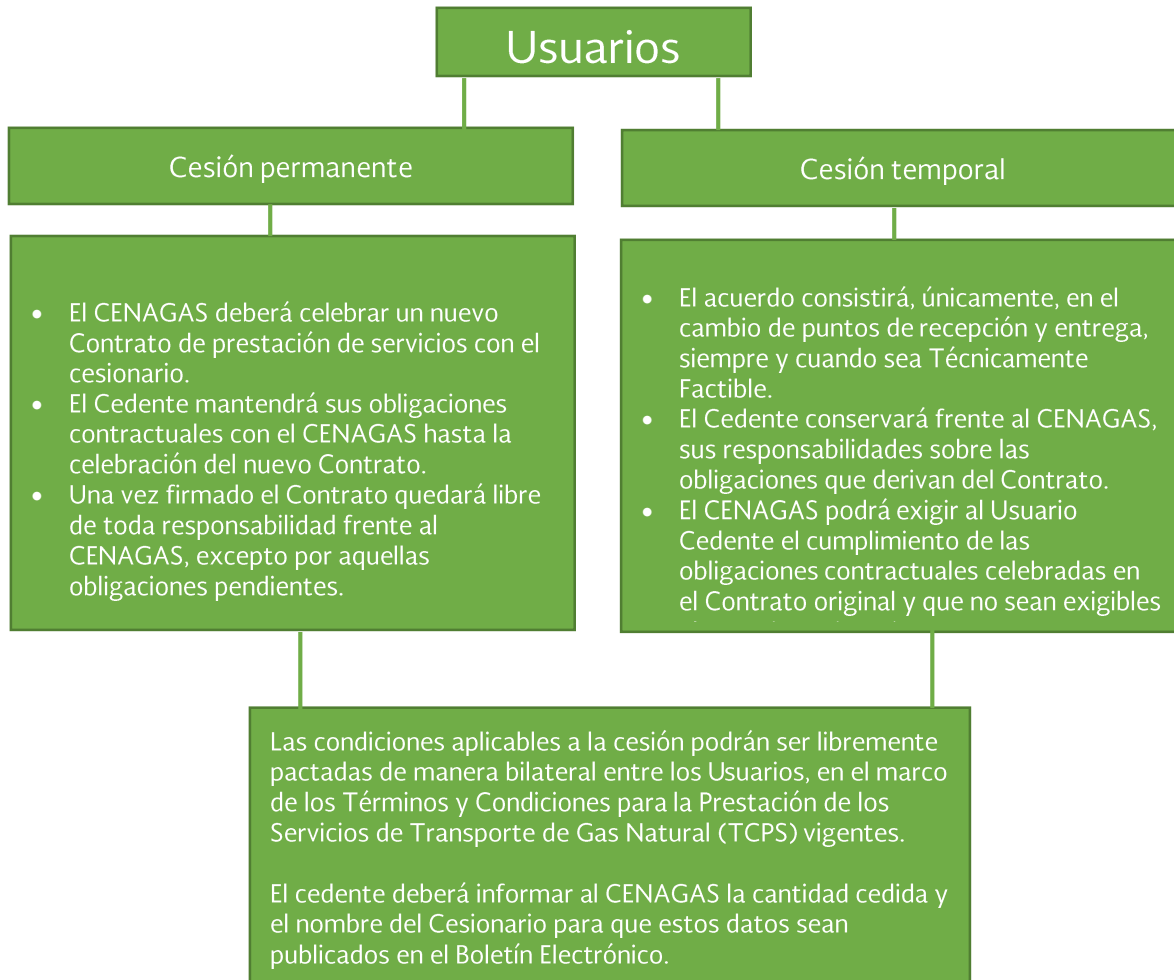 Usuarios
Cesión permanente
• El CENAGAS deberá celebrar un nuevo
Contrato de prestación de servicios con el
cesionario.
• El Cedente mantendrá sus obligaciones
contractuales con el CENAGAS hasta la
celebración del nuevo Contrato.
• Una vez firmado el Contrato quedará libre
de toda responsabilidad frente al
CENAGAS, excepto por aquellas
obligaciones pendientes.
Cesión temporal
• El acuerdo consistirá, únicamente, en el
cambio de puntos de recepción y entrega,
siempre y cuando sea Técnicamente
Factible.
• El Cedente conservará frente al CENAGAS,
sus responsabilidades sobre las
obligaciones que derivan del Contrato.
• El CENAGAS podrá exigir al Usuario
Cedente el cumplimiento de las
obligaciones contractuales celebradas en
el Contrato original y que no sean exigibles
Las condiciones aplicables a la cesión podrán ser libremente
pactadas de manera bilateral entre los Usuarios, en el marco
de los Términos y Condiciones para la Prestación de los
Servicios de Transporte de Gas Natural (TCPS) vigentes.
El cedente deberá informar al CENAGAS la cantidad cedida y
el nombre del Cesionario para que estos datos sean
publicados en el Boletín Electrónico.